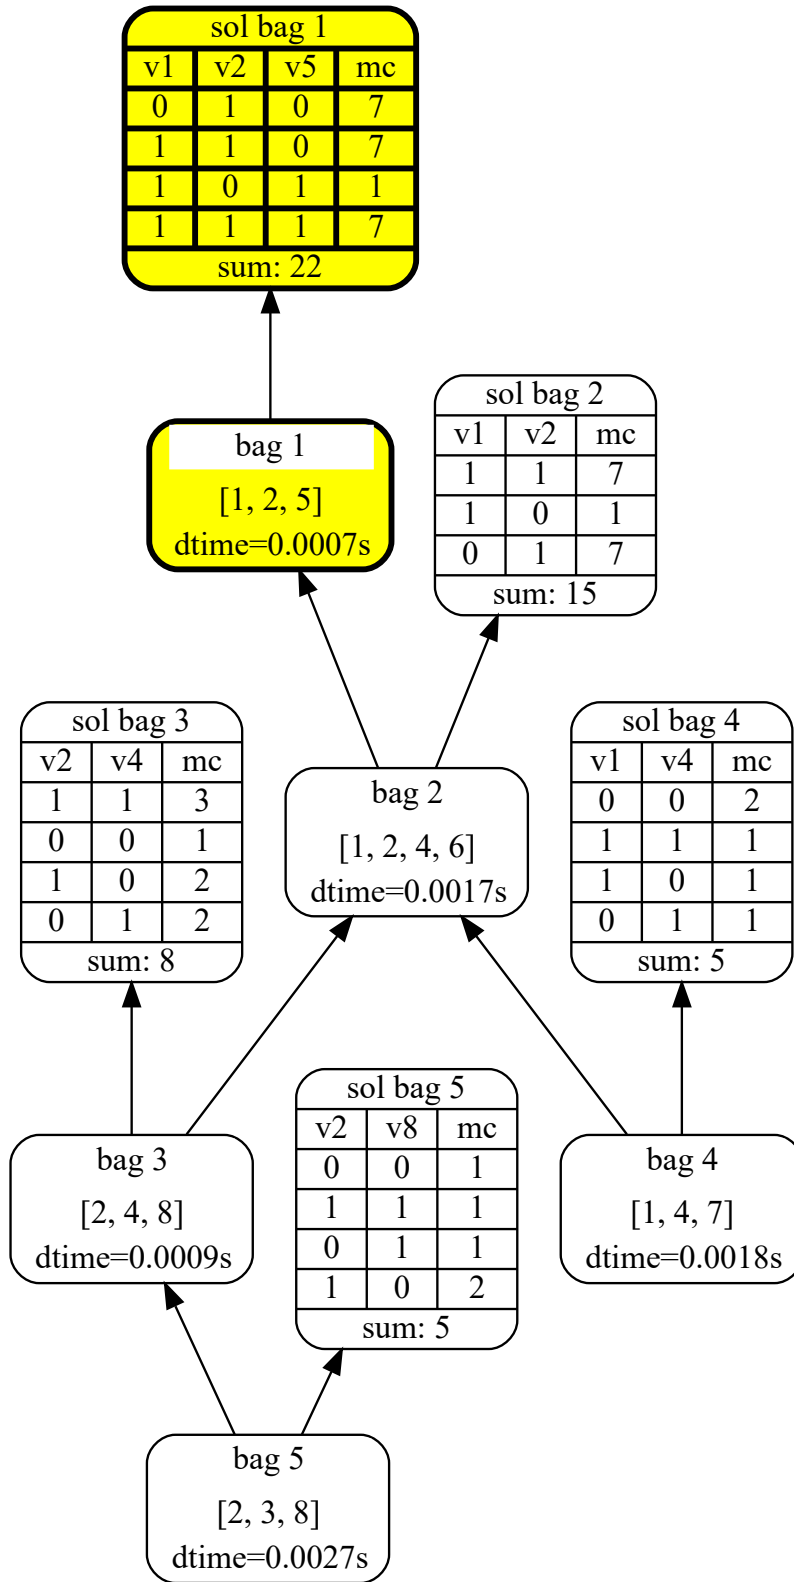 sol bag 1
v1 v2 v5 mc
0 1 0 7
1 1 0 7
1 0 1 1
1 1 1 7
sum: 22
bag 1
[1, 2, 5]
dtime=0.0007s
sol bag 2
v1 v2 mc
1 1 7
1 0 1
0 1 7
sum: 15
sol bag 3
v2 v4 mc
1 1 3
0 0 1
1 0 2
0 1 2
sum: 8
bag 2
[1, 2, 4, 6]
dtime=0.0017s
sol bag 4
v1 v4 mc
0 0 2
1 1 1
1 0 1
0 1 1
sum: 5
bag 3
[2, 4, 8]
dtime=0.0009s
sol bag 5
v2 v8 mc
0 0 1
1 1 1
0 1 1
1 0 2
sum: 5
bag 4
[1, 4, 7]
dtime=0.0018s
bag 5
[2, 3, 8]
dtime=0.0027s